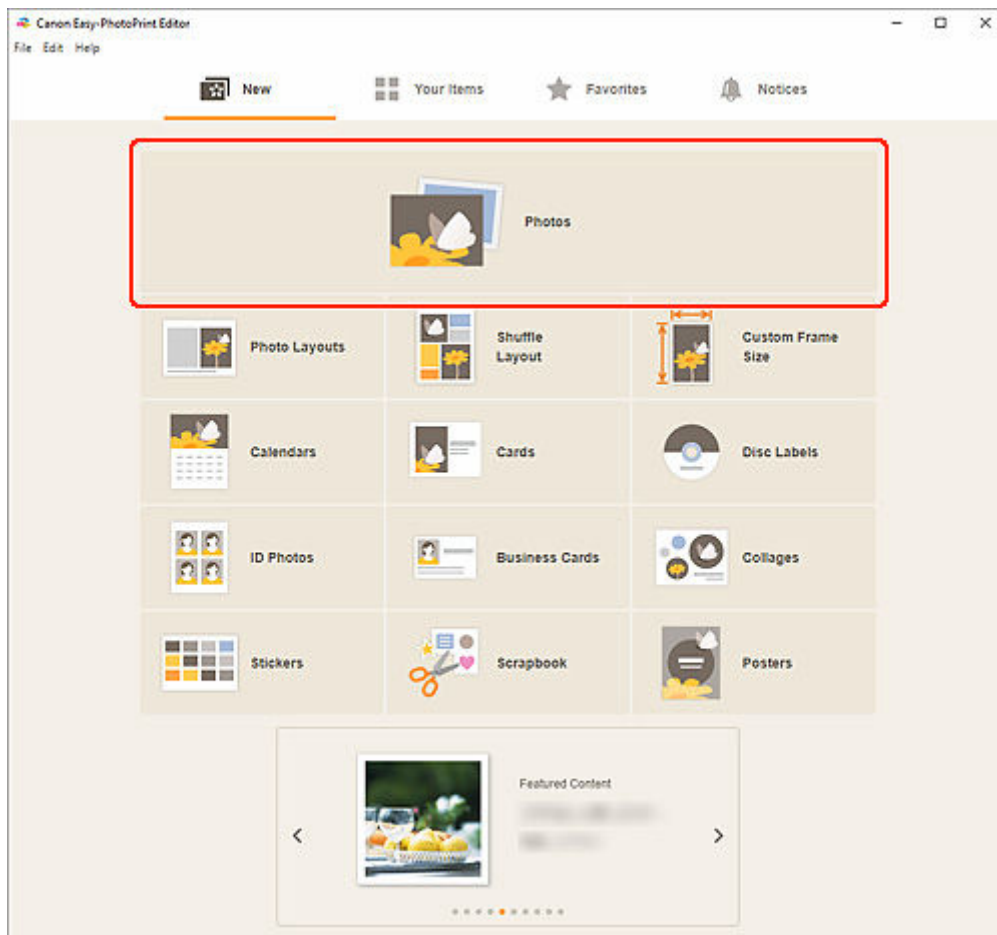 Canon Easy-PhotoPrint Editor
File Edit Help
New
Your Items
Favorites
Notices
Photos
Photo Layouts
Shuffle
Layout
Custom Frame
Size
Calendars
Cards
Disc Labels
ID Photos
Business Cards
Collages
Stickers
Scrapbook
Posters
Featured Content